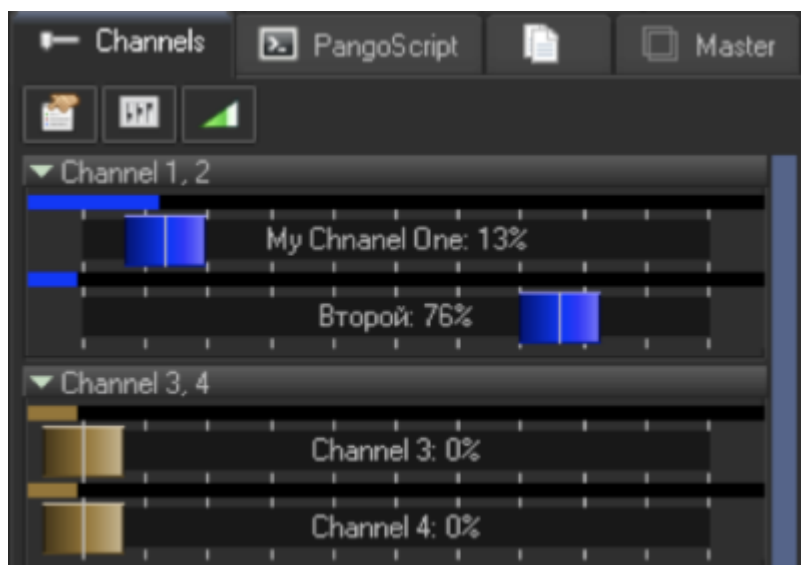 Channels PangoScript Master
Channel 1, 2
My Chnanel One: 13%
Второй: 76%
Channel 3, 4
Channel 3: 0%
Channel 4: 0%